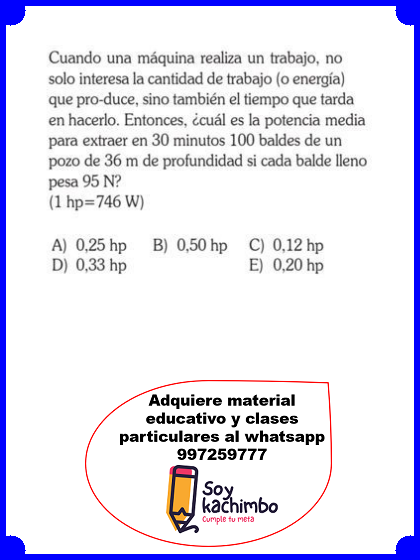 Cuando una máquina realiza un trabajo, no
solo interesa la cantidad de trabajo (o energía)
que pro-duce, sino también el tiempo que tarda
en hacerlo. Entonces, ¿cuál es la potencia media
para extraer en 30 minutos 100 baldes de un
pozo de 36 m de profundidad si cada balde lleno
pesa 95 N?
(1 hp=746 W)
A) 0,25 hp B) 0,50 hp C) 0,12 hp
D) 0,33 hp E) 0,20 hp
Adquiere material
educativo y clases
particulares al whatsapp
997259777
Soy
kachimbo
Cumple tu meta